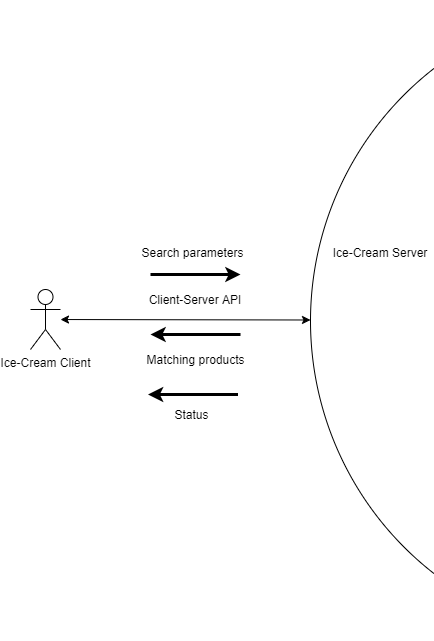 Search parameters
Ice-Cream Server
Client-Server API
Matching products
Ice-Cream Client
Status